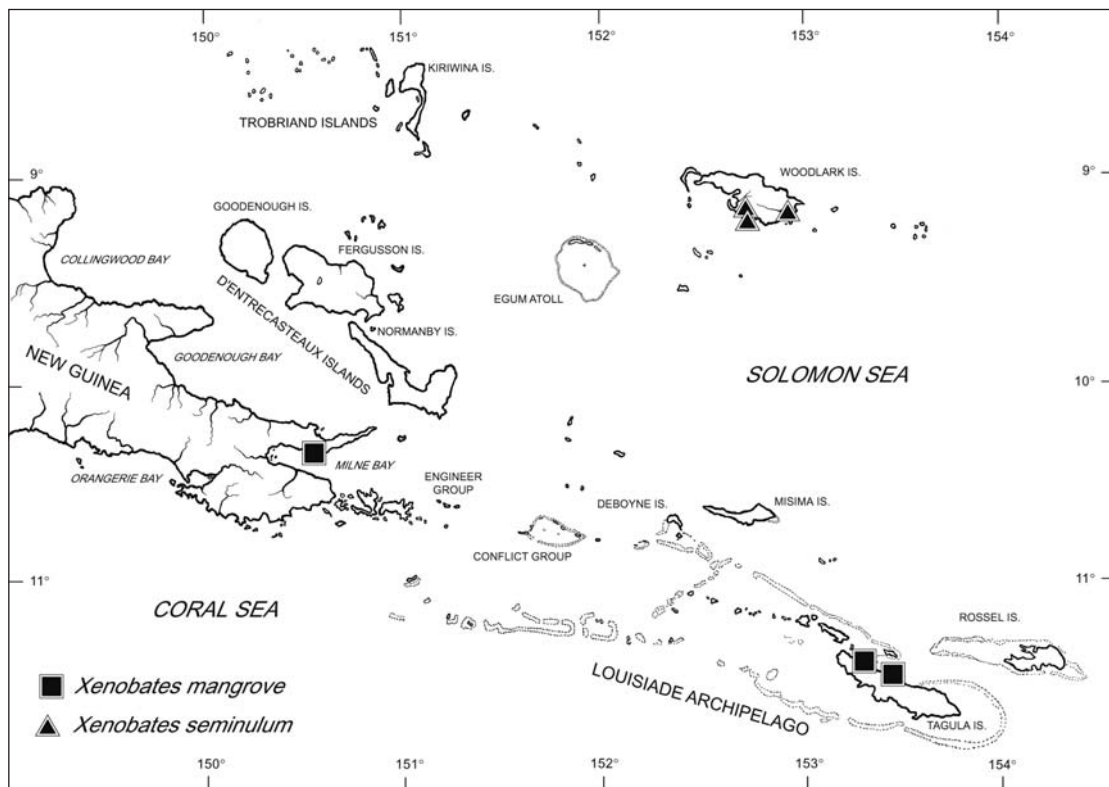 150°
151°
152°
153°
154°
KIRIWINA IS.
TROBRIAND ISLANDS
9°
9°
WOODLARK IS.
GOODENOUGH IS.
FERGUSSON IS.
COLLINGWOOD BAY
EGUM ATOLL
D'ENTRECASTEAUX ISLANDS
NORMANBY IS.
NEW GUINEA
GOODENOUGH BAY
SOLOMON SEA
10°
MILNE BAY
ORANGERIE BAY
ENGINEER
GROUP
DEBOYNE IS.
MISIMA IS.
CONFLICT GROUP
11°
11°
CORAL SEA
ROSSEL IS.
LOUISIADE ARCHIPELAGO
TAGULA IS.
Xenobates mangrove
Xenobates seminulum
150°
151°
152°
153°
154°